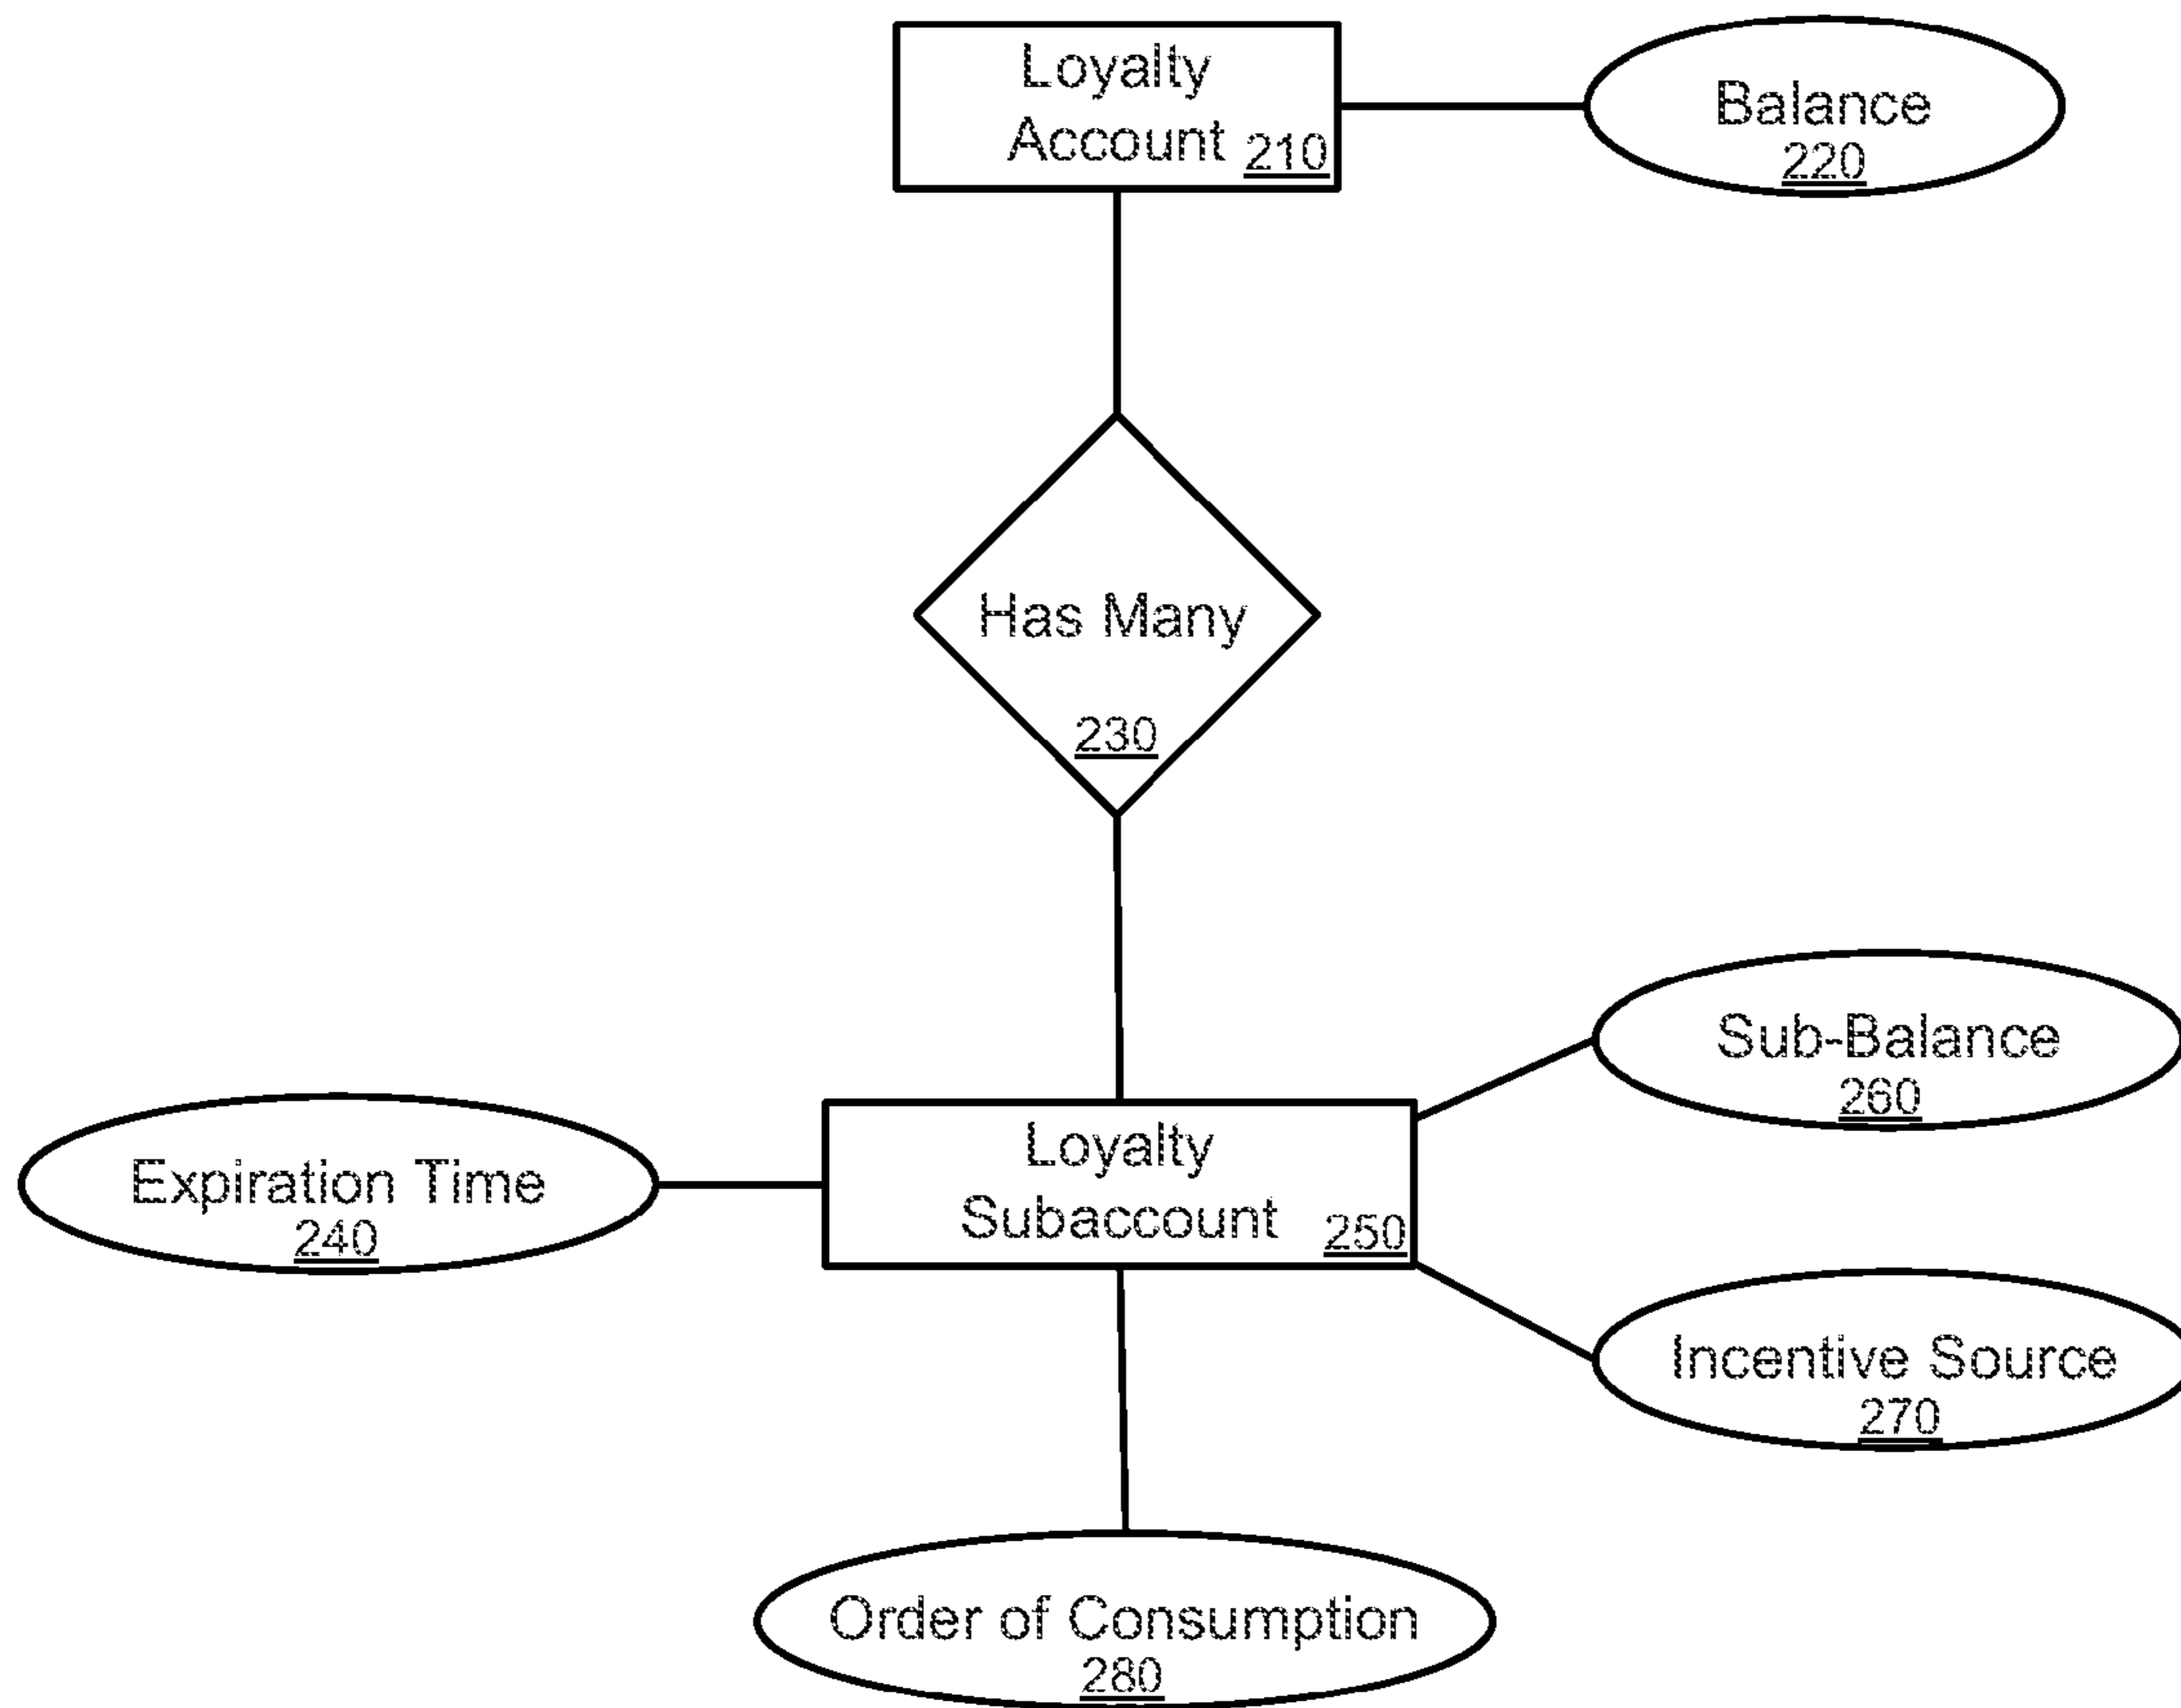 Loyalty
Account 210
Balance
220
Has Many
230
Sub-Balance
260
Expiration Time
240
Loyalty
Subaccount 250
Incentive Source
270
Order of Consumption
280